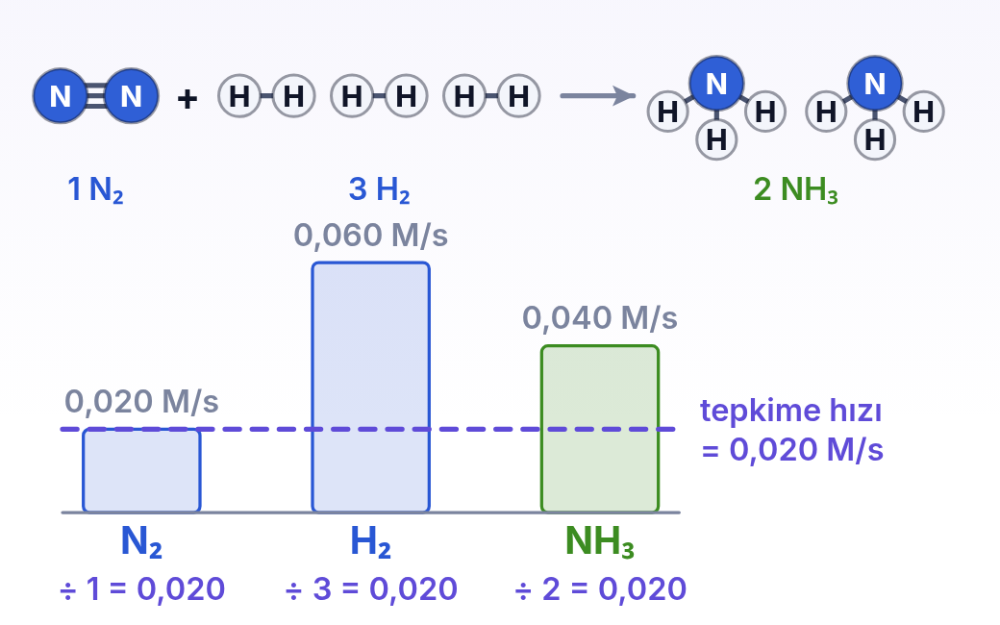 N N + H H H H H H N H H H N H H H
1 N₂ 3 H₂ 2 NH₃
0,060 M/s
0,040 M/s
0,020 M/s
tepkime hızı
= 0,020 M/s
N₂ H₂ NH₃
÷ 1 = 0,020 ÷ 3 = 0,020 ÷ 2 = 0,020